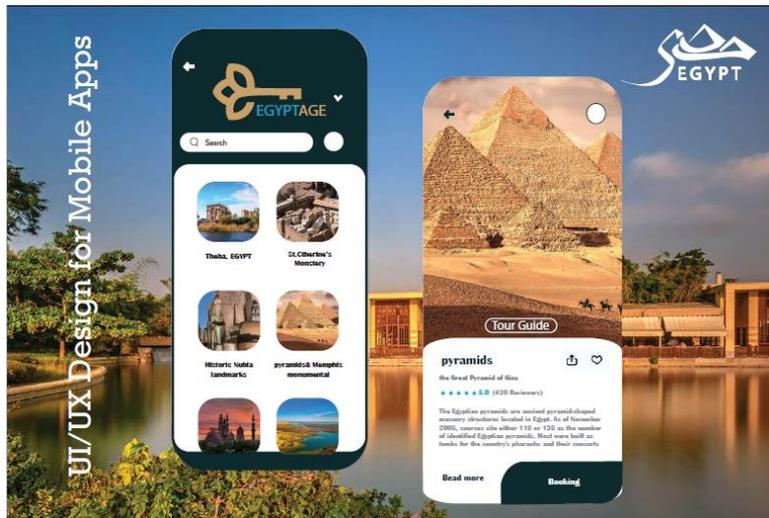 UI/UX Design for Mobile Apps
EGYPTAGE
Search
Theba, EGYPT
St.Ctherine's
Monstery
Historic Nubia
landmarks
pyramids& Memphis
monumental
EGYPT
Tour Guide
pyramids
the Great Pyramid of Giza
5.0 (420 Reviewers)
The Egyptian pyramids are ancient pyramid-shaped
masonry structures located in Egypt. As of November
2008, sources cite either 118 or 138 as the number
of identified Egyptian pyramids. Most were built as
tombs for the country's pharaohs and their consorts
Read more
Booking